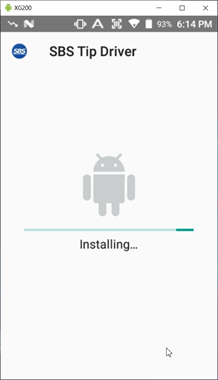 XG200
A 93% 6:14 PM
SBS SBS Tip Driver
Installing...